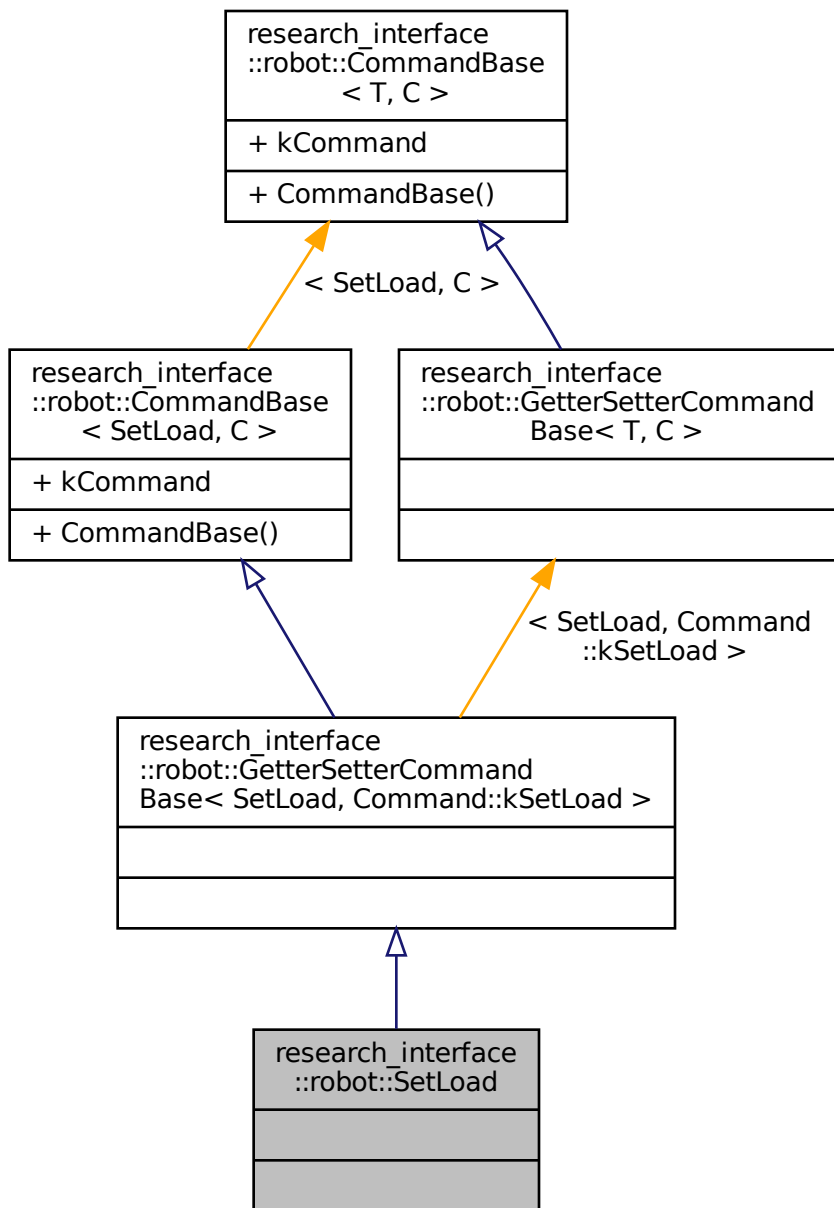 research_interface
::robot::CommandBase
< T, C >
+ kCommand
+ CommandBase()
< SetLoad, C >
research_interface
::robot::CommandBase
< SetLoad, C >
+ kCommand
+ CommandBase()
research_interface
::robot::GetterSetterCommand
Base< T, C >
< SetLoad, Command
::kSetLoad >
research_interface
::robot::GetterSetterCommand
Base< SetLoad, Command::kSetLoad >
research_interface
::robot::SetLoad